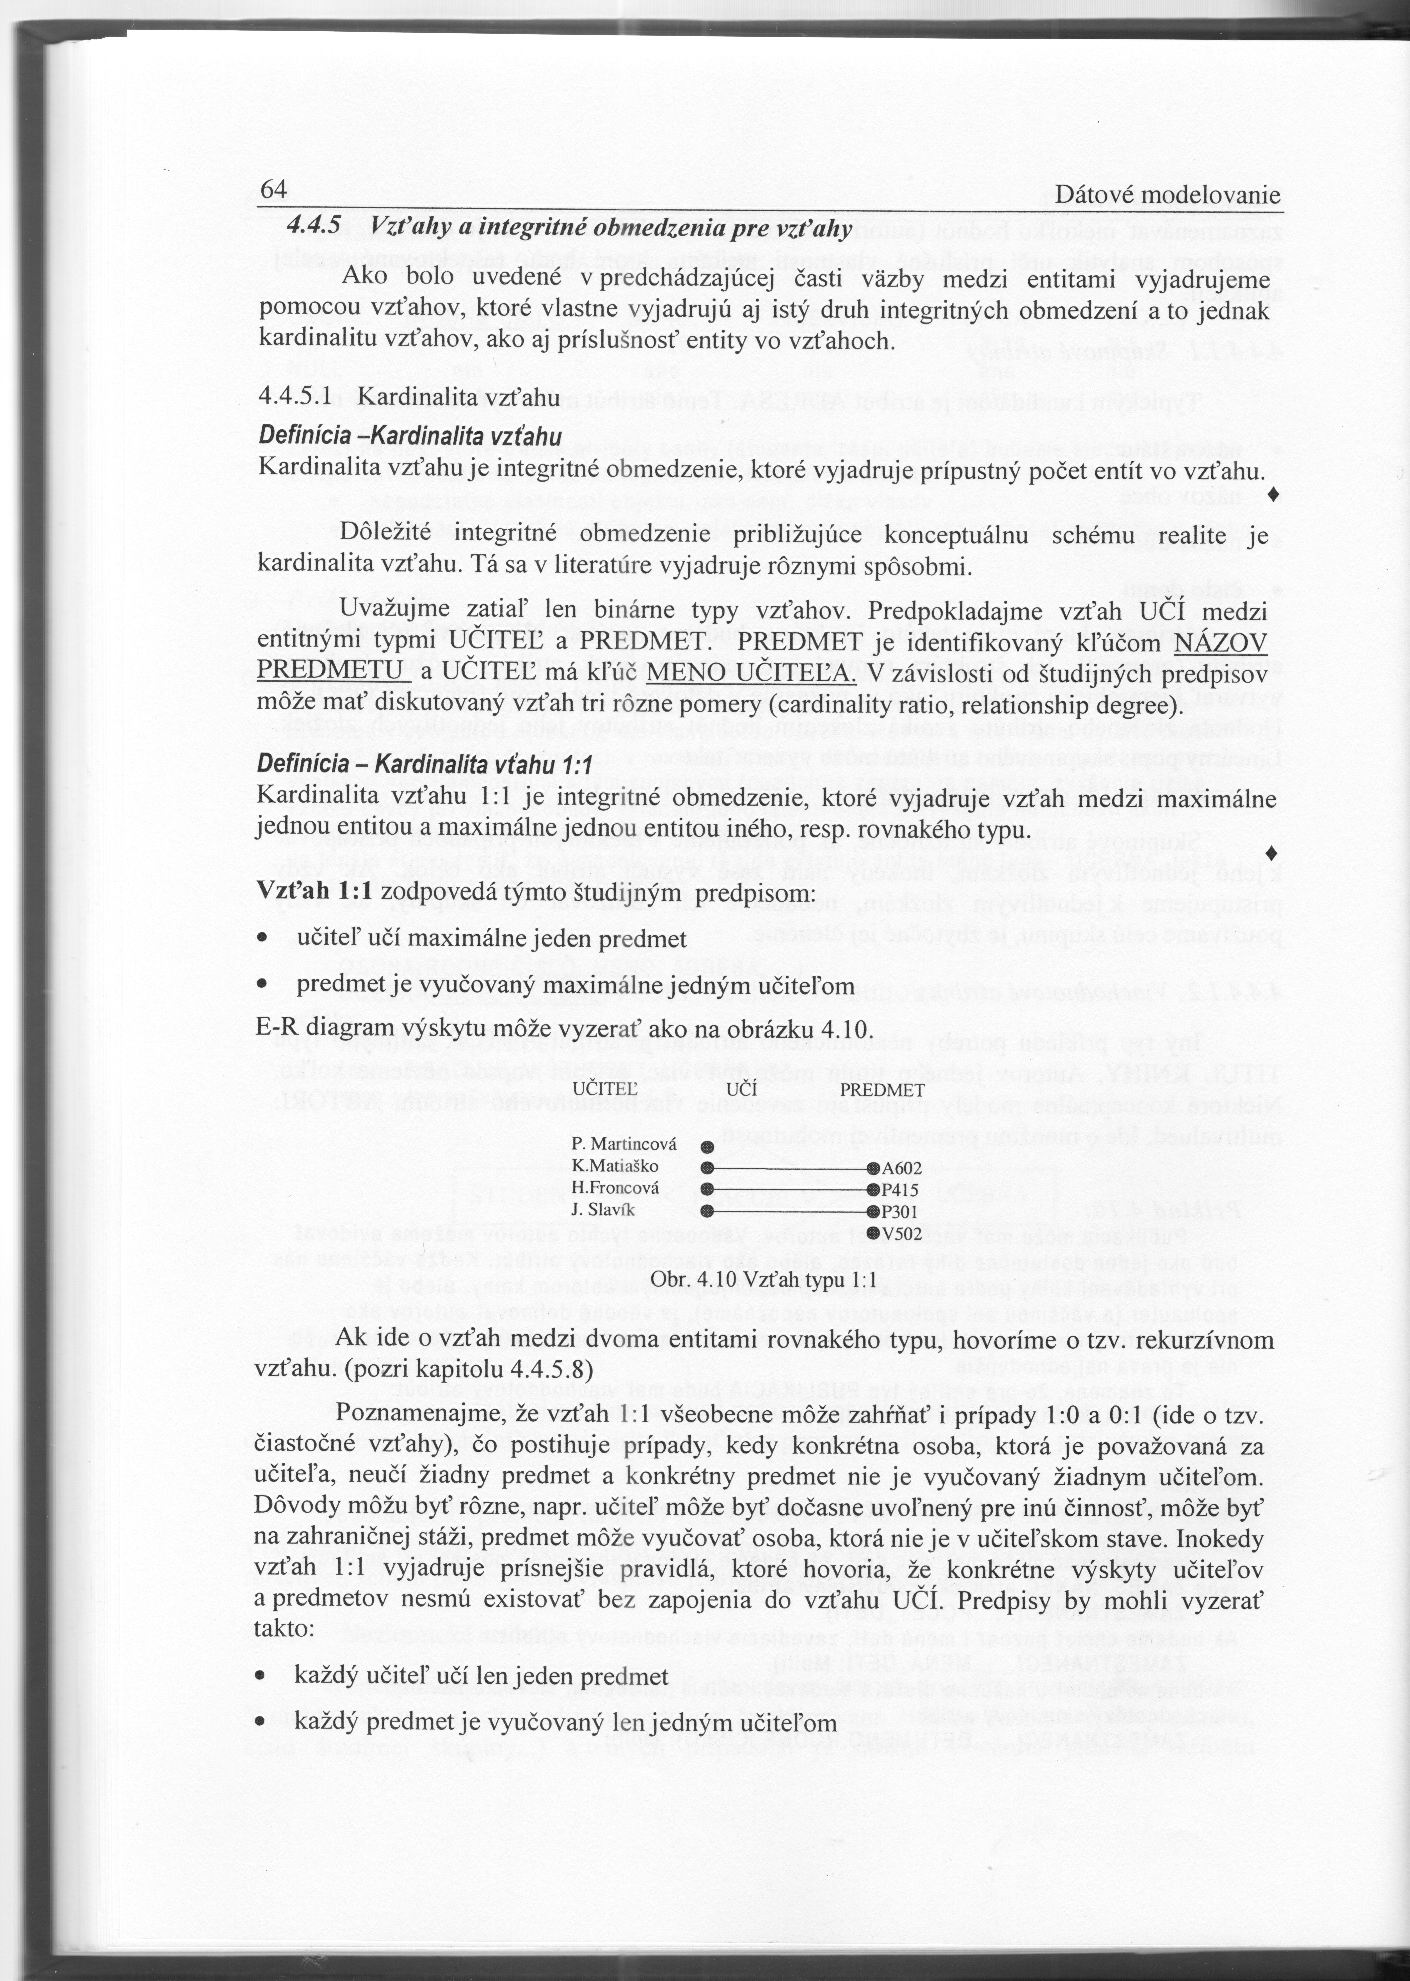 64 Dátové modelovanie
4.4.5 Vzťahy a integritné obmedzenia pre vzťahy
Ako bolo uvedené v predchádzajúcej časti väzby medzi entitami vyjadrujeme
pomocou vzťahov, ktoré vlastne vyjadrujú aj istý druh integritných obmedzení a to jednak
kardinalitu vzťahov, ako aj príslušnosť entity vo vzťahoch.
4.4.5.1 Kardinalita vzťahu
Definícia –Kardinalita vzťahu
Kardinalita vzťahu je integritné obmedzenie, ktoré vyjadruje prípustný počet entít vo vzťahu.
♦
Dôležité integritné obmedzenie približujúce konceptuálnu schému realite je
kardinalita vzťahu. Tá sa v literatúre vyjadruje rôznymi spôsobmi.
Uvažujme zatiaľ len binárne typy vzťahov. Predpokladajme vzťah UČÍ medzi
entitnými typmi UČITEĽ a PREDMET. PREDMET je identifikovaný kľúčom NÁZOV
PREDMETU a UČITEĽ má kľúč MENO UČITEĽA. V závislosti od študijných predpisov
môže mať diskutovaný vzťah tri rôzne pomery (cardinality ratio, relationship degree).
Definícia – Kardinalita vťahu 1:1
Kardinalita vzťahu 1:1 je integritné obmedzenie, ktoré vyjadruje vzťah medzi maximálne
jednou entitou a maximálne jednou entitou iného, resp. rovnakého typu.
♦
Vzťah 1:1 zodpovedá týmto študijným predpisom:
• učiteľ učí maximálne jeden predmet
• predmet je vyučovaný maximálne jedným učiteľom
E-R diagram výskytu môže vyzerať ako na obrázku 4.10.
UČITEĽ UČÍ PREDMET
P. Martincová
K.Matiaško A602
H.Froncová P415
J. Slavík P301
V502
Obr. 4.10 Vzťah typu 1:1
Ak ide o vzťah medzi dvoma entitami rovnakého typu, hovoríme o tzv. rekurzívnom
vzťahu. (pozri kapitolu 4.4.5.8)
Poznamenajme, že vzťah 1:1 všeobecne môže zahŕňať i prípady 1:0 a 0:1 (ide o tzv.
čiastočné vzťahy), čo postihuje prípady, kedy konkrétna osoba, ktorá je považovaná za
učiteľa, neučí žiadny predmet a konkrétny predmet nie je vyučovaný žiadnym učiteľom.
Dôvody môžu byť rôzne, napr. učiteľ môže byť dočasne uvoľnený pre inú činnosť, môže byť
na zahraničnej stáži, predmet môže vyučovať osoba, ktorá nie je v učiteľskom stave. Inokedy
vzťah 1:1 vyjadruje prísnejšie pravidlá, ktoré hovoria, že konkrétne výskyty učiteľov
a predmetov nesmú existovať bez zapojenia do vzťahu UČÍ. Predpisy by mohli vyzerať
takto:
• každý učiteľ učí len jeden predmet
• každý predmet je vyučovaný len jedným učiteľom